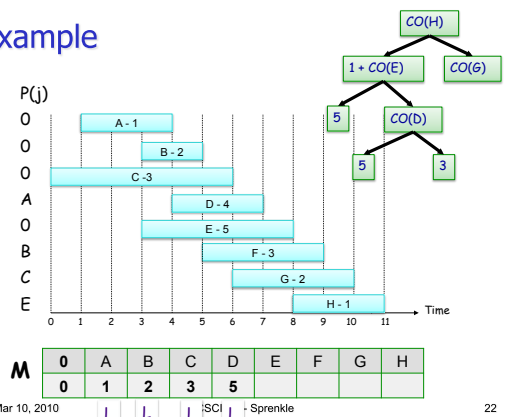 xample
CO(H)
1 + CO(E)
CO(G)
5
CO(D)
5
3
P(j)
0
A - 1
0
B - 2
0
C -3
A
D - 4
0
E - 5
B
F - 3
C
G - 2
E
H - 1
Time
0 1 2 3 4 5 6 7 8 9 10 11
M
0 A B C D E F G H
0 1 2 3 5
Mar 10, 2010
SCI
- Sprenkle
22